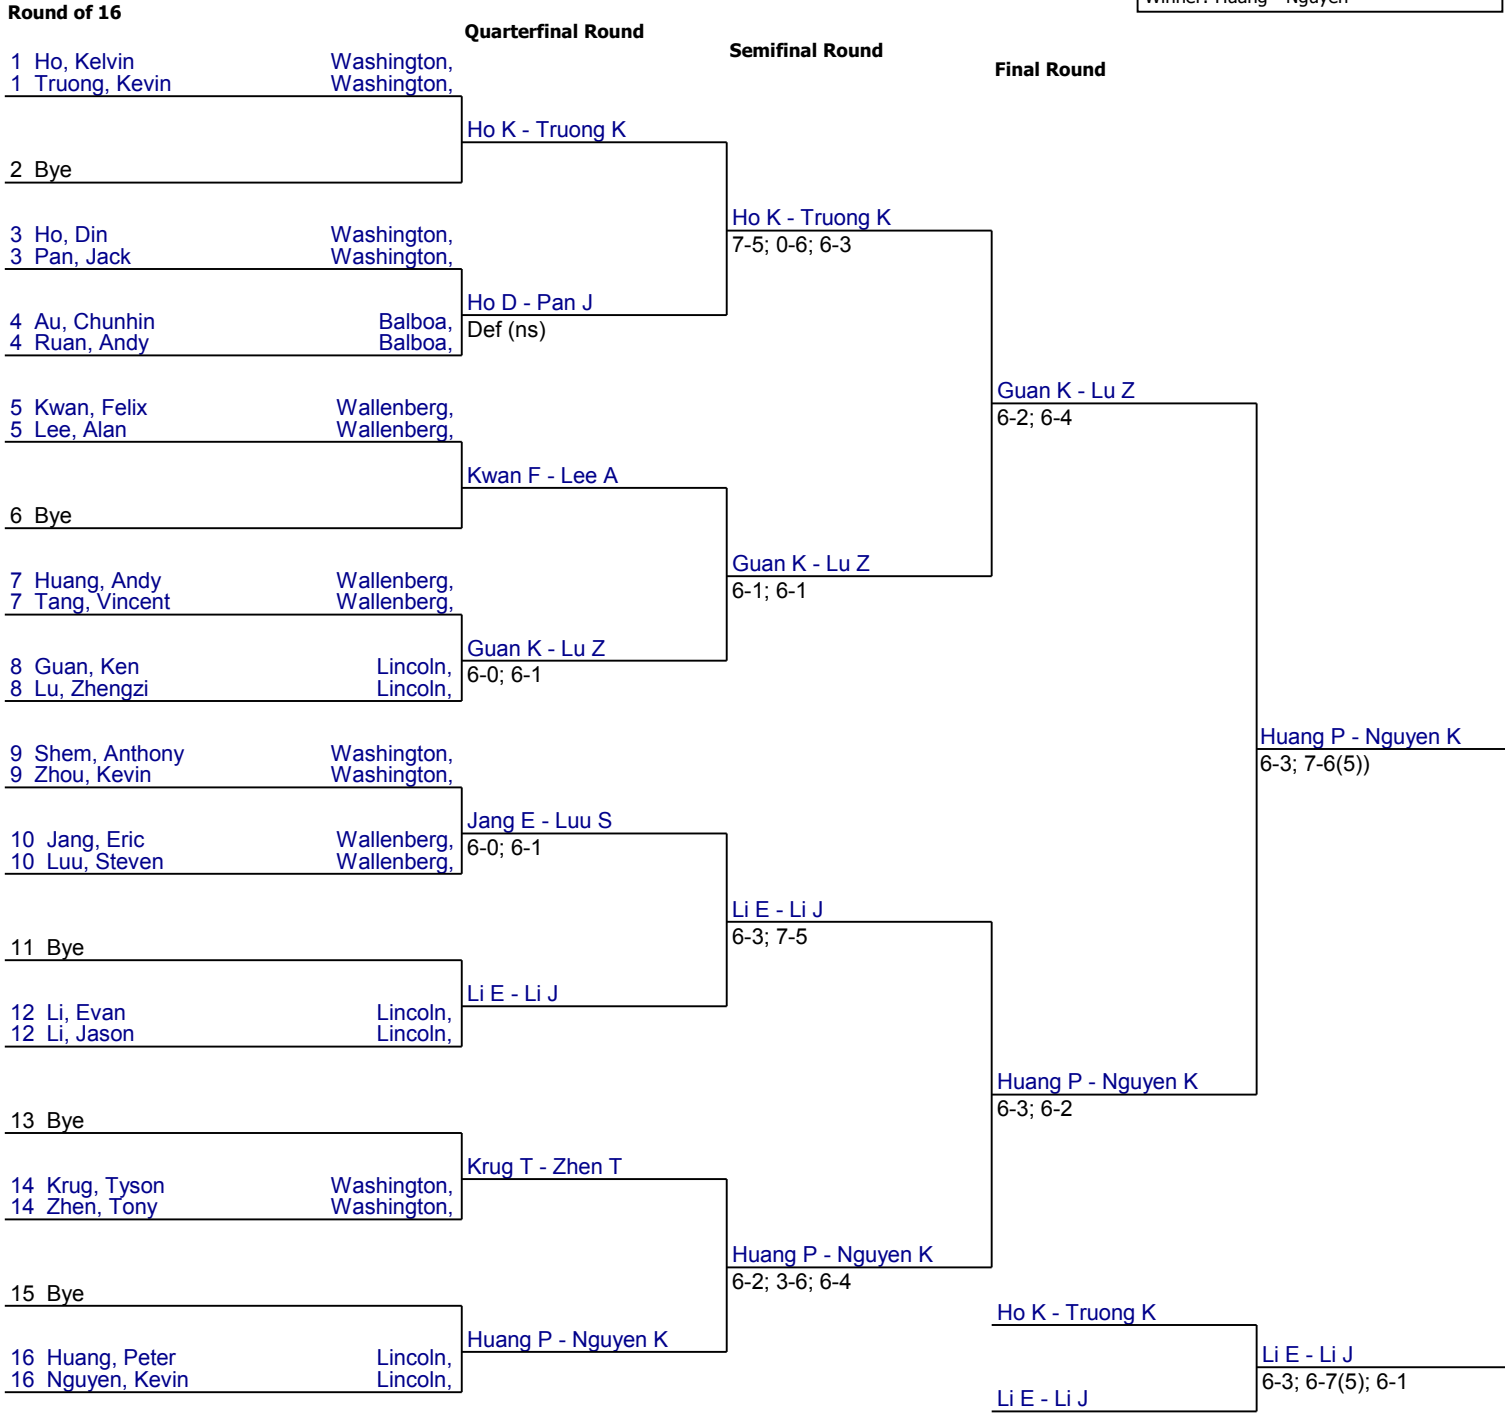 Winner: Huang - Nguyen
Round of 16
Quarterfinal Round
Semifinal Round
Final Round
1 Ho, Kelvin Washington,
1 Truong, Kevin Washington,
Ho K - Truong K
2 Bye
Ho K - Truong K
7-5; 0-6; 6-3
3 Ho, Din Washington,
3 Pan, Jack Washington,
Ho D - Pan J
Def (ns)
4 Au, Chunhin Balboa,
4 Ruan, Andy Balboa,
Guan K - Lu Z
6-2; 6-4
5 Kwan, Felix Wallenberg,
5 Lee, Alan Wallenberg,
Kwan F - Lee A
6 Bye
Guan K - Lu Z
6-1; 6-1
7 Huang, Andy Wallenberg,
7 Tang, Vincent Wallenberg,
Guan K - Lu Z
6-0; 6-1
8 Guan, Ken Lincoln,
8 Lu, Zhengzi Lincoln,
Huang P - Nguyen K
6-3; 7-6(5))
9 Shem, Anthony Washington,
9 Zhou, Kevin Washington,
Jang E - Luu S
6-0; 6-1
10 Jang, Eric Wallenberg,
10 Luu, Steven Wallenberg,
Li E - Li J
6-3; 7-5
11 Bye
Li E - Li J
12 Li, Evan Lincoln,
12 Li, Jason Lincoln,
Huang P - Nguyen K
6-3; 6-2
13 Bye
Krug T - Zhen T
14 Krug, Tyson Washington,
14 Zhen, Tony Washington,
Huang P - Nguyen K
6-2; 3-6; 6-4
15 Bye
Huang P - Nguyen K
16 Huang, Peter Lincoln,
16 Nguyen, Kevin Lincoln,
Ho K - Truong K
Li E - Li J
6-3; 6-7(5); 6-1
Li E - Li J